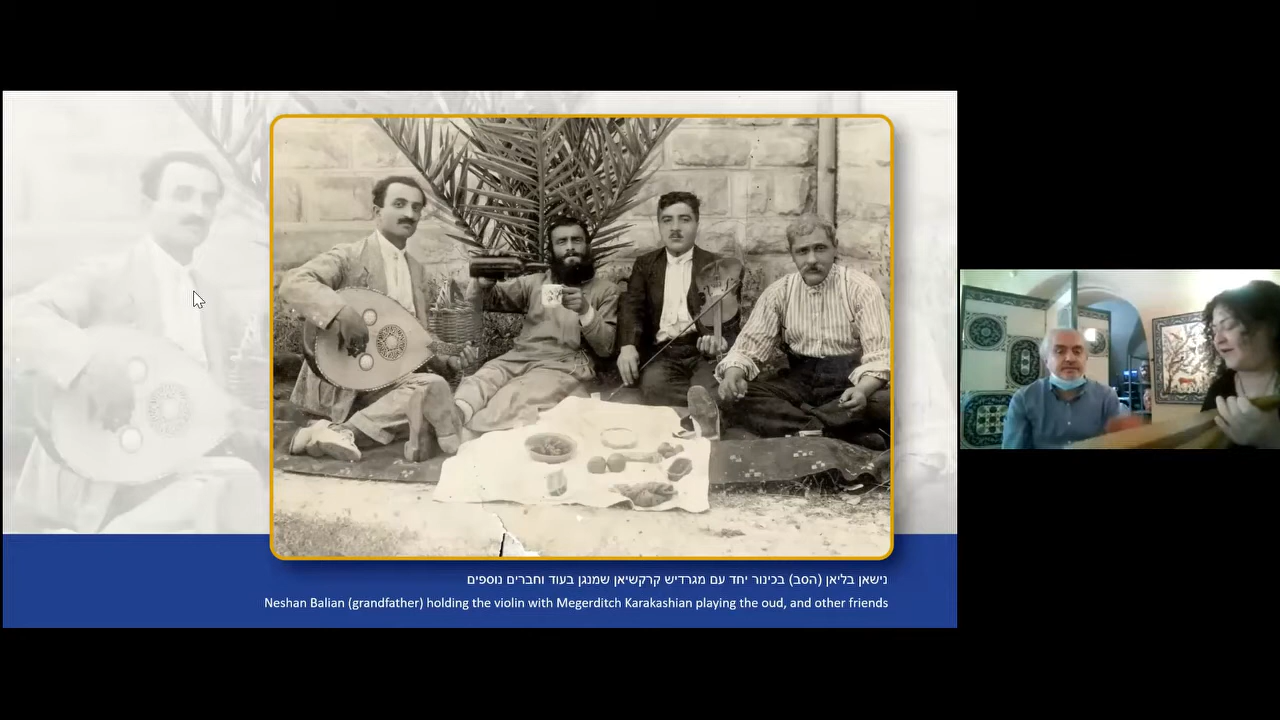 נישאן בליאן (הסב) בכינור יחד עם מגרדיש קרקשיאן שמנגן בעוד וחברים נוספים
Neshan Balian (grandfather) holding the violin with Megerditch Karakashian playing the oud, and other friends